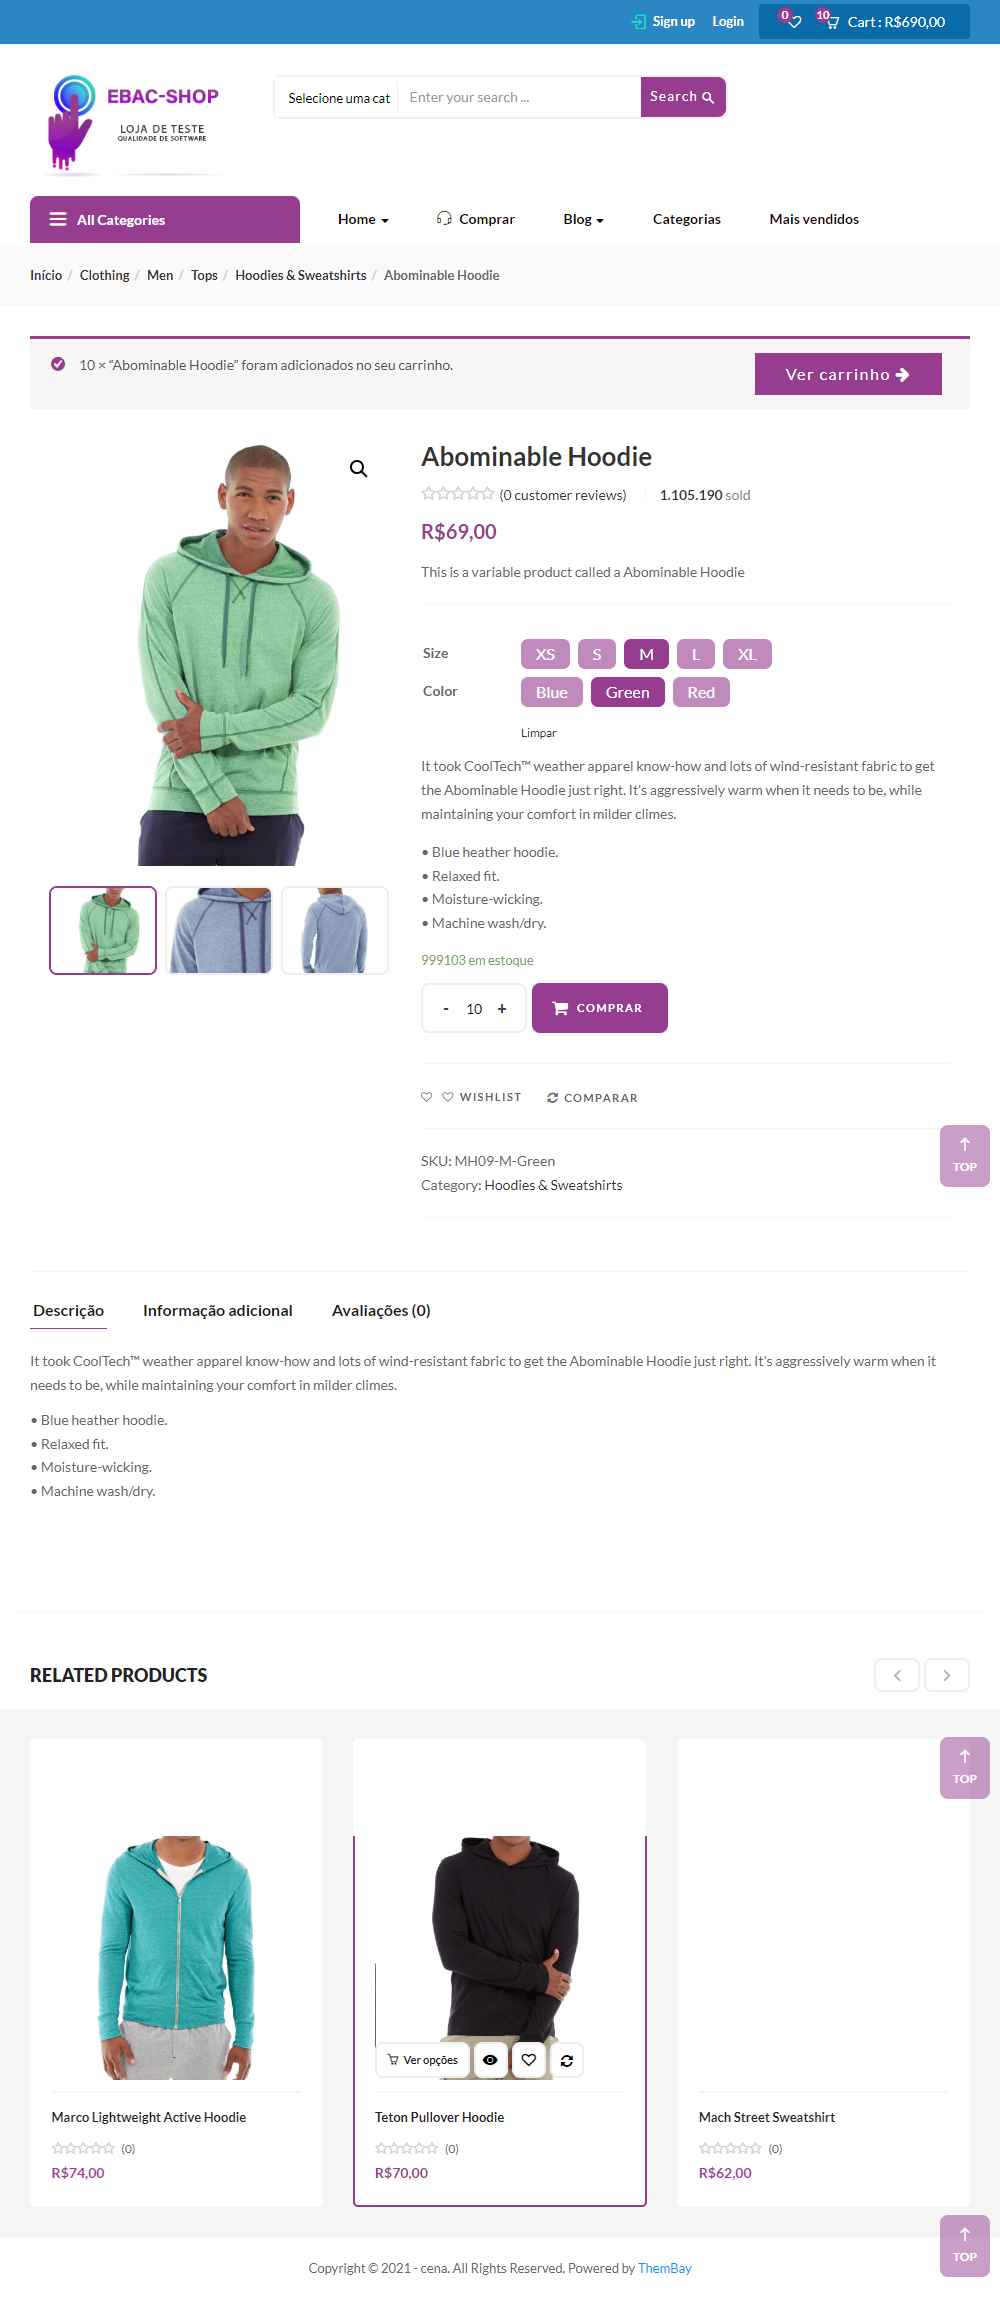 Sign up Login 0 10 Cart : R$690,00
EBAC-SHOP
LOJA DE TESTE
QUALIDADE DE SOFTWARE
Selecione uma cat Enter your search ... Search
All Categories Home Comprar Blog Categorias Mais vendidos
Início / Clothing / Men / Tops / Hoodies & Sweatshirts / Abominable Hoodie
10 × “Abominable Hoodie” foram adicionados no seu carrinho. Ver carrinho
Abominable Hoodie
(0 customer reviews) 1.105.190 sold
R$69,00
This is a variable product called a Abominable Hoodie
Size XS S M L XL
Color Blue Green Red
Limpar
It took CoolTech™ weather apparel know-how and lots of wind-resistant fabric to get
the Abominable Hoodie just right. It’s aggressively warm when it needs to be, while
maintaining your comfort in milder climes.
• Blue heather hoodie.
• Relaxed fit.
• Moisture-wicking.
• Machine wash/dry.
999103 em estoque
- 10 + COMPRAR
WISHLIST COMPARAR
TOP
SKU: MH09-M-Green
Category: Hoodies & Sweatshirts
Descrição Informação adicional Avaliações (0)
It took CoolTech™ weather apparel know-how and lots of wind-resistant fabric to get the Abominable Hoodie just right. It’s aggressively warm when it
needs to be, while maintaining your comfort in milder climes.
• Blue heather hoodie.
• Relaxed fit.
• Moisture-wicking.
• Machine wash/dry.
RELATED PRODUCTS
TOP
Ver opções
Marco Lightweight Active Hoodie Teton Pullover Hoodie Mach Street Sweatshirt
(0) (0) (0)
R$74,00 R$70,00 R$62,00
TOP
Copyright © 2021 - cena. All Rights Reserved. Powered by ThemBay